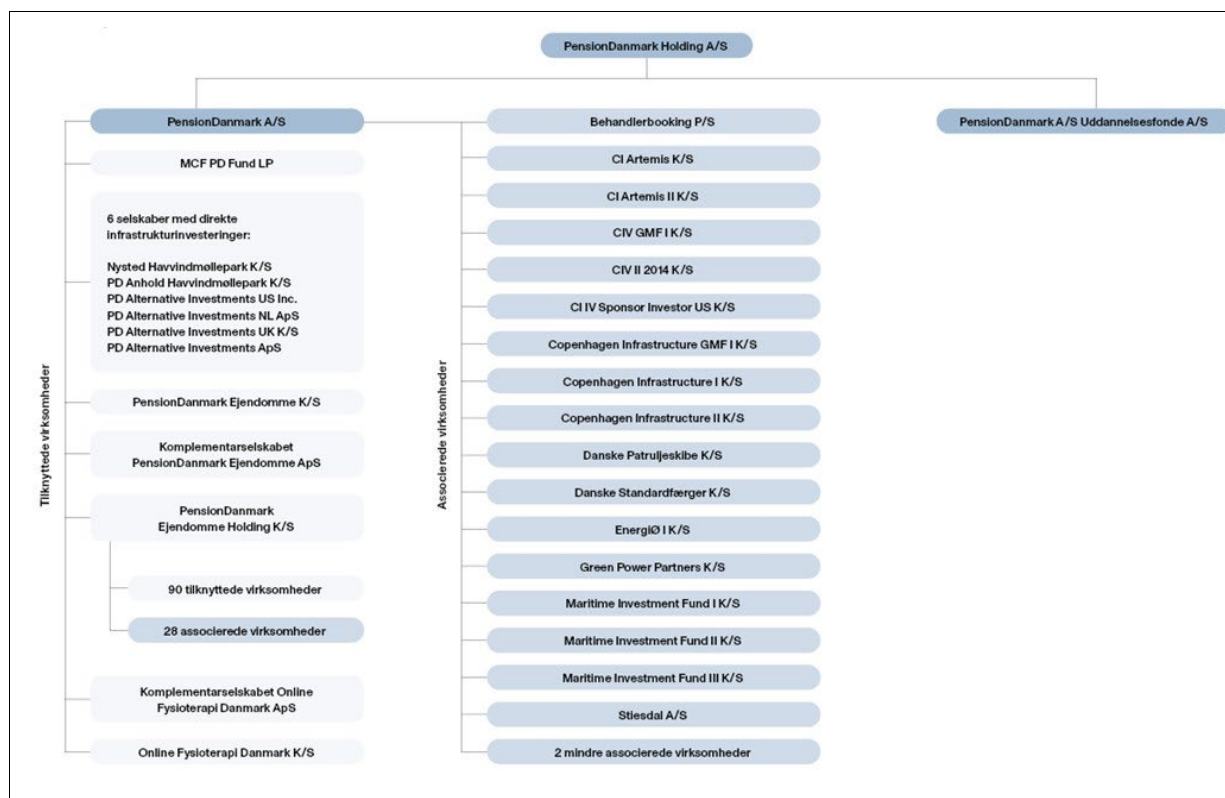 PensionDanmark Holding A/S
PensionDanmark A/S
MCF PD Fund LP
6 selskaber med direkte
infrastrukturinvesteringer:
Nysted Havvindmøllepark K/S
PD Anhold Havvindmøllepark K/S
PD Alternative Investments US Inc.
PD Alternative Investments NL ApS
PD Alternative Investments UK K/S
PD Alternative Investments ApS
PensionDanmark Ejendomme K/S
Komplementarselskabet
PensionDanmark Ejendomme ApS
PensionDanmark
Ejendomme Holding K/S
90 tilknyttede virksomheder
28 associerede virksomheder
Komplementarselskabet Online
Fysioterapi Danmark ApS
Online Fysioterapi Danmark K/S
Tilknyttede virksomheder
Behandlerbooking P/S
CI Artemis K/S
CI Artemis II K/S
CIV GMF I K/S
CIV II 2014 K/S
CI IV Sponsor Investor US K/S
Copenhagen Infrastructure GMF I K/S
Copenhagen Infrastructure I K/S
Copenhagen Infrastructure II K/S
Danske Patruljeskibe K/S
Danske Standardfærger K/S
EnergiØ I K/S
Green Power Partners K/S
Maritime Investment Fund I K/S
Maritime Investment Fund II K/S
Maritime Investment Fund III K/S
Stiesdal A/S
2 mindre associerede virksomheder
Associerede virksomheder
PensionDanmark A/S Uddannelsesfonde A/S